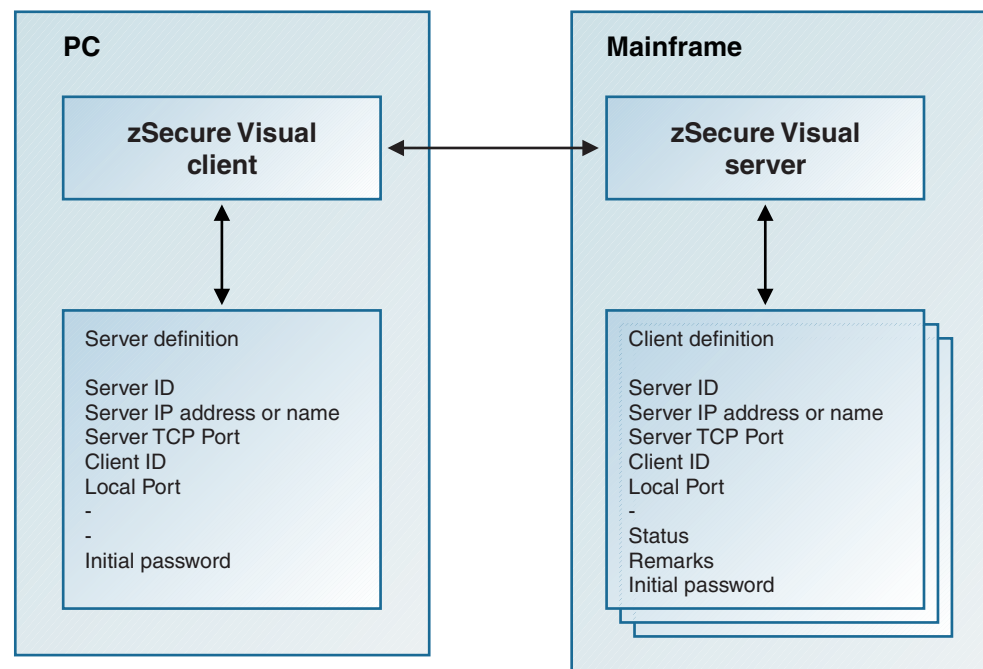 PC
zSecure Visual
client
Server definition
Server ID
Server IP address or name
Server TCP Port
Client ID
Local Port
-
-
Initial password
Mainframe
zSecure Visual
server
Client definition
Server ID
Server IP address or name
Server TCP Port
Client ID
Local Port
-
Status
Remarks
Initial password